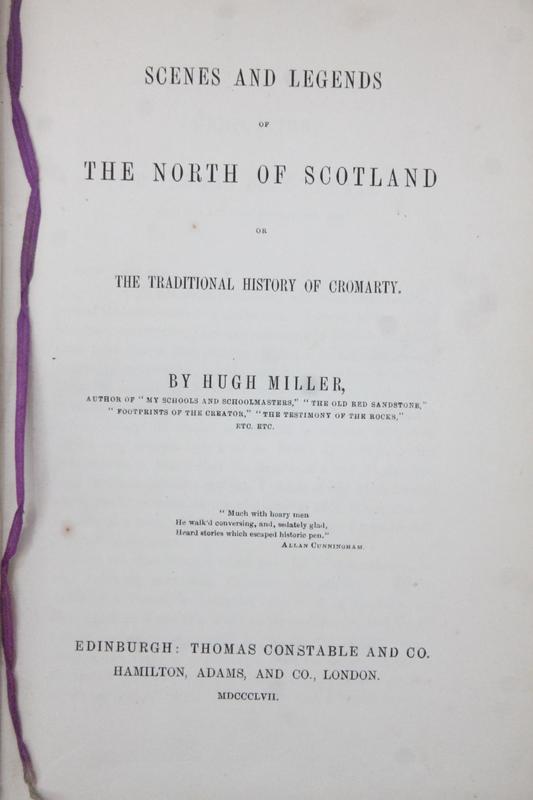 SCENES AND LEGENDS
OF
THE NORTH OF SCOTLAND
OR
THE TRADITIONAL HISTORY OF CROMARTY.
BY HUGH MILLER,
AUTHOR OF "MY SCHOOLS AND SCHOOLMASTERS," "THE OLD RED SANDSTONE,"
"FOOTPRINTS OF THE CREATOR," "THE TESTIMONY OF THE ROCKS,"
ETC. ETC.
"Much with hoary men
He walk'd conversing, and, sedately glad,
Heard stories which escaped historic pen."
ALLAN CUNNINGHAM.
EDINBURGH: THOMAS CONSTABLE AND CO.
HAMILTON, ADAMS, AND CO., LONDON.
MDCCCLVII.